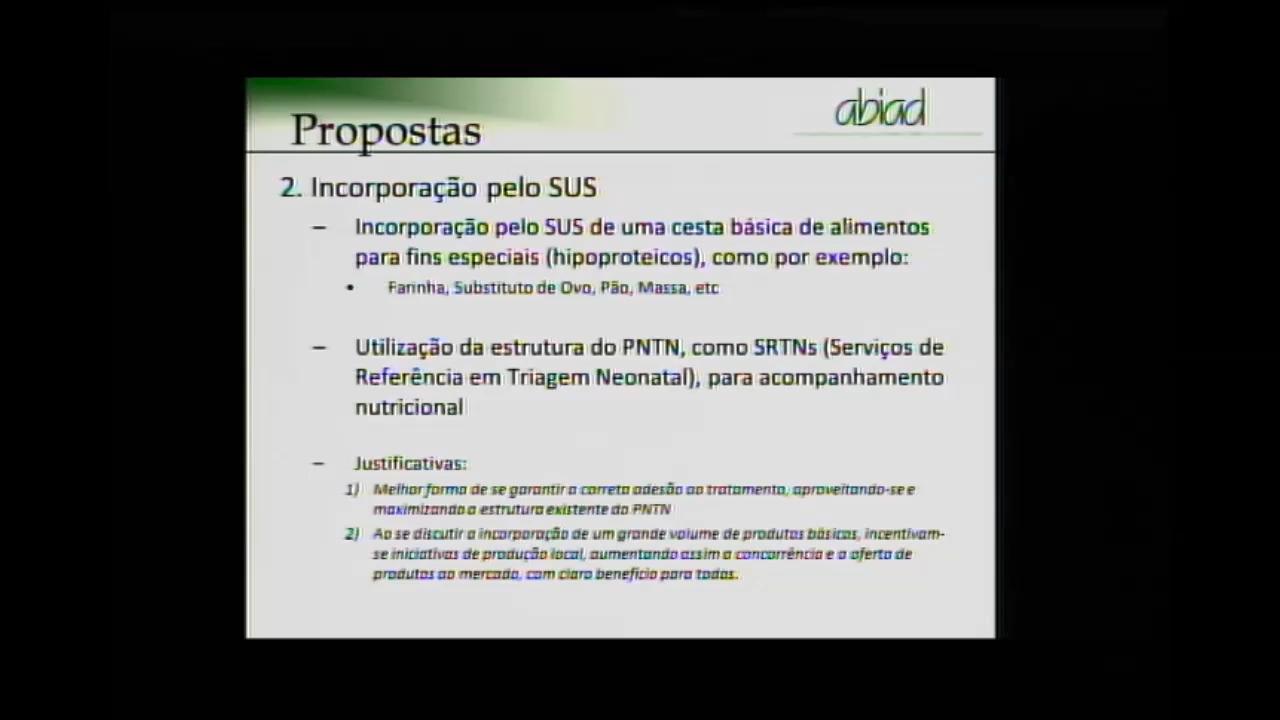 abiad
Propostas
2. Incorporação pelo SUS
– Incorporação pelo SUS de uma cesta básica de alimentos
para fins especiais (hipoproteicos), como por exemplo:
• Farinha, Substituto de Ovo, Pão, Massa, etc
– Utilização da estrutura do PNTN, como SRTNs (Serviços de
Referência em Triagem Neonatal), para acompanhamento
nutricional
– Justificativas:
1) Melhor forma de se garantir a correta adesão ao tratamento, aproveitando-se e
maximizando a estrutura existente do PNTN
2) Ao se discutir a incorporação de um grande volume de produtos básicos, incentivam-
se iniciativas de produção local, aumentando assim a concorrência e a oferta de
produtos ao mercado, com claro benefício para todos.